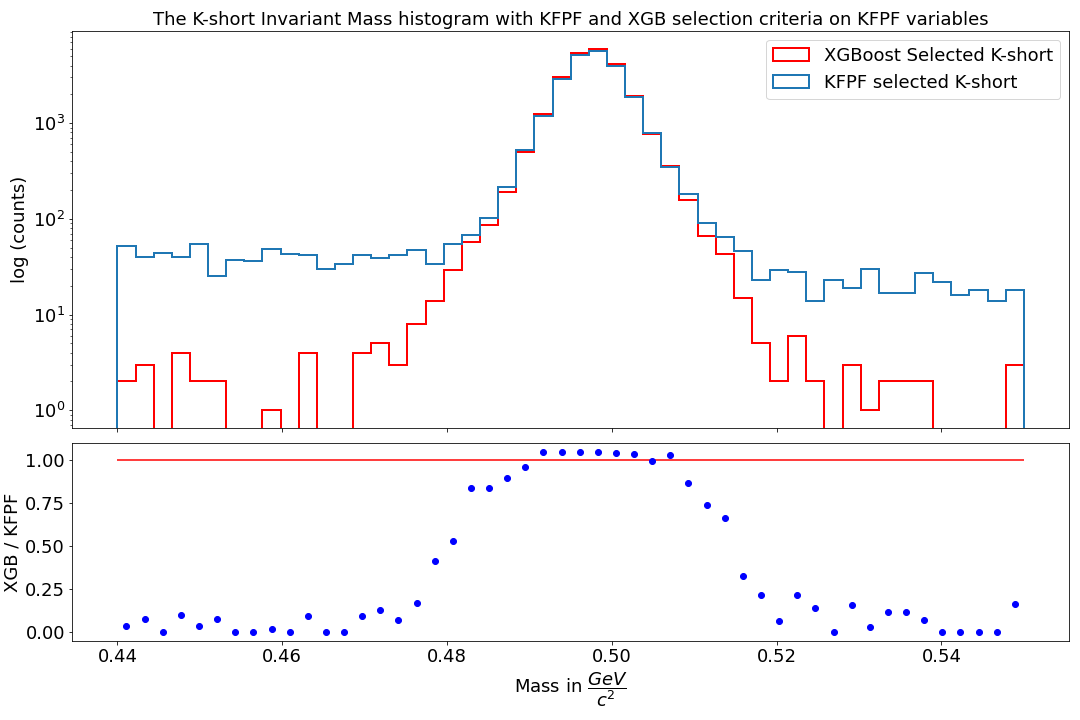 The K-short Invariant Mass histogram with KFPF and XGB selection criteria on KFPF variables
XGBoost Selected K-short
KFPF selected K-short
log (counts)
10³
10²
10¹
10⁰
XGB / KFPF
1.00
0.75
0.50
0.25
0.00
0.44 0.46 0.48 0.50 0.52 0.54
Mass in GeV/c²